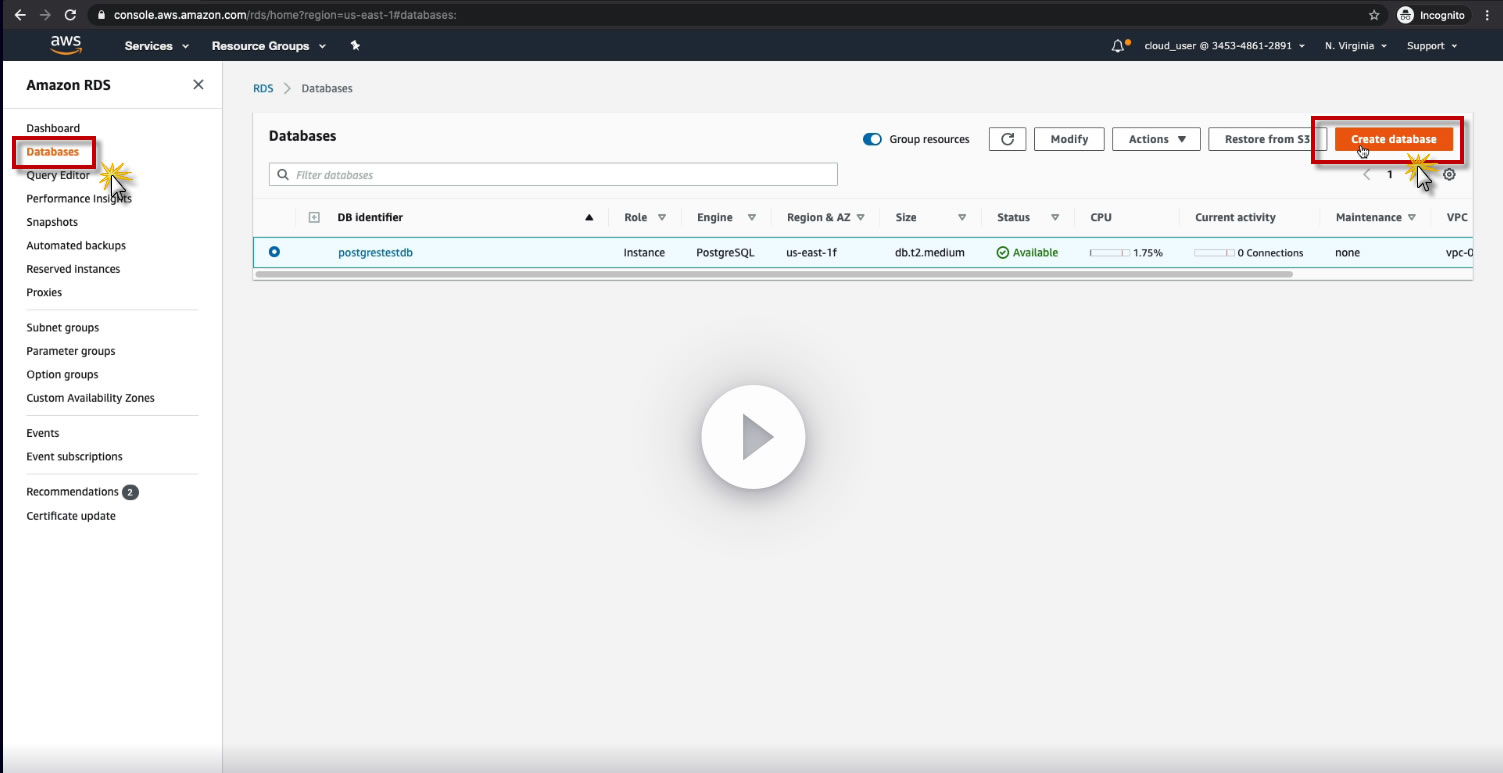 console.aws.amazon.com/rds/home?region=us-east-1#databases:
Incognito
aws
Services
Resource Groups
cloud_user @ 3453-4861-2891
N. Virginia
Support
Amazon RDS
Dashboard
Databases
Query Editor
Performance Insights
Snapshots
Automated backups
Reserved instances
Proxies
Subnet groups
Parameter groups
Option groups
Custom Availability Zones
Events
Event subscriptions
Recommendations 2
Certificate update
RDS > Databases
Databases
Group resources
Modify
Actions
Restore from S3
Create database
Filter databases
1
DB identifier Role Engine Region & AZ Size Status CPU Current activity Maintenance VPC
postgrestestdb Instance PostgreSQL us-east-1f db.t2.medium Available 1.75% 0 Connections none vpc-0